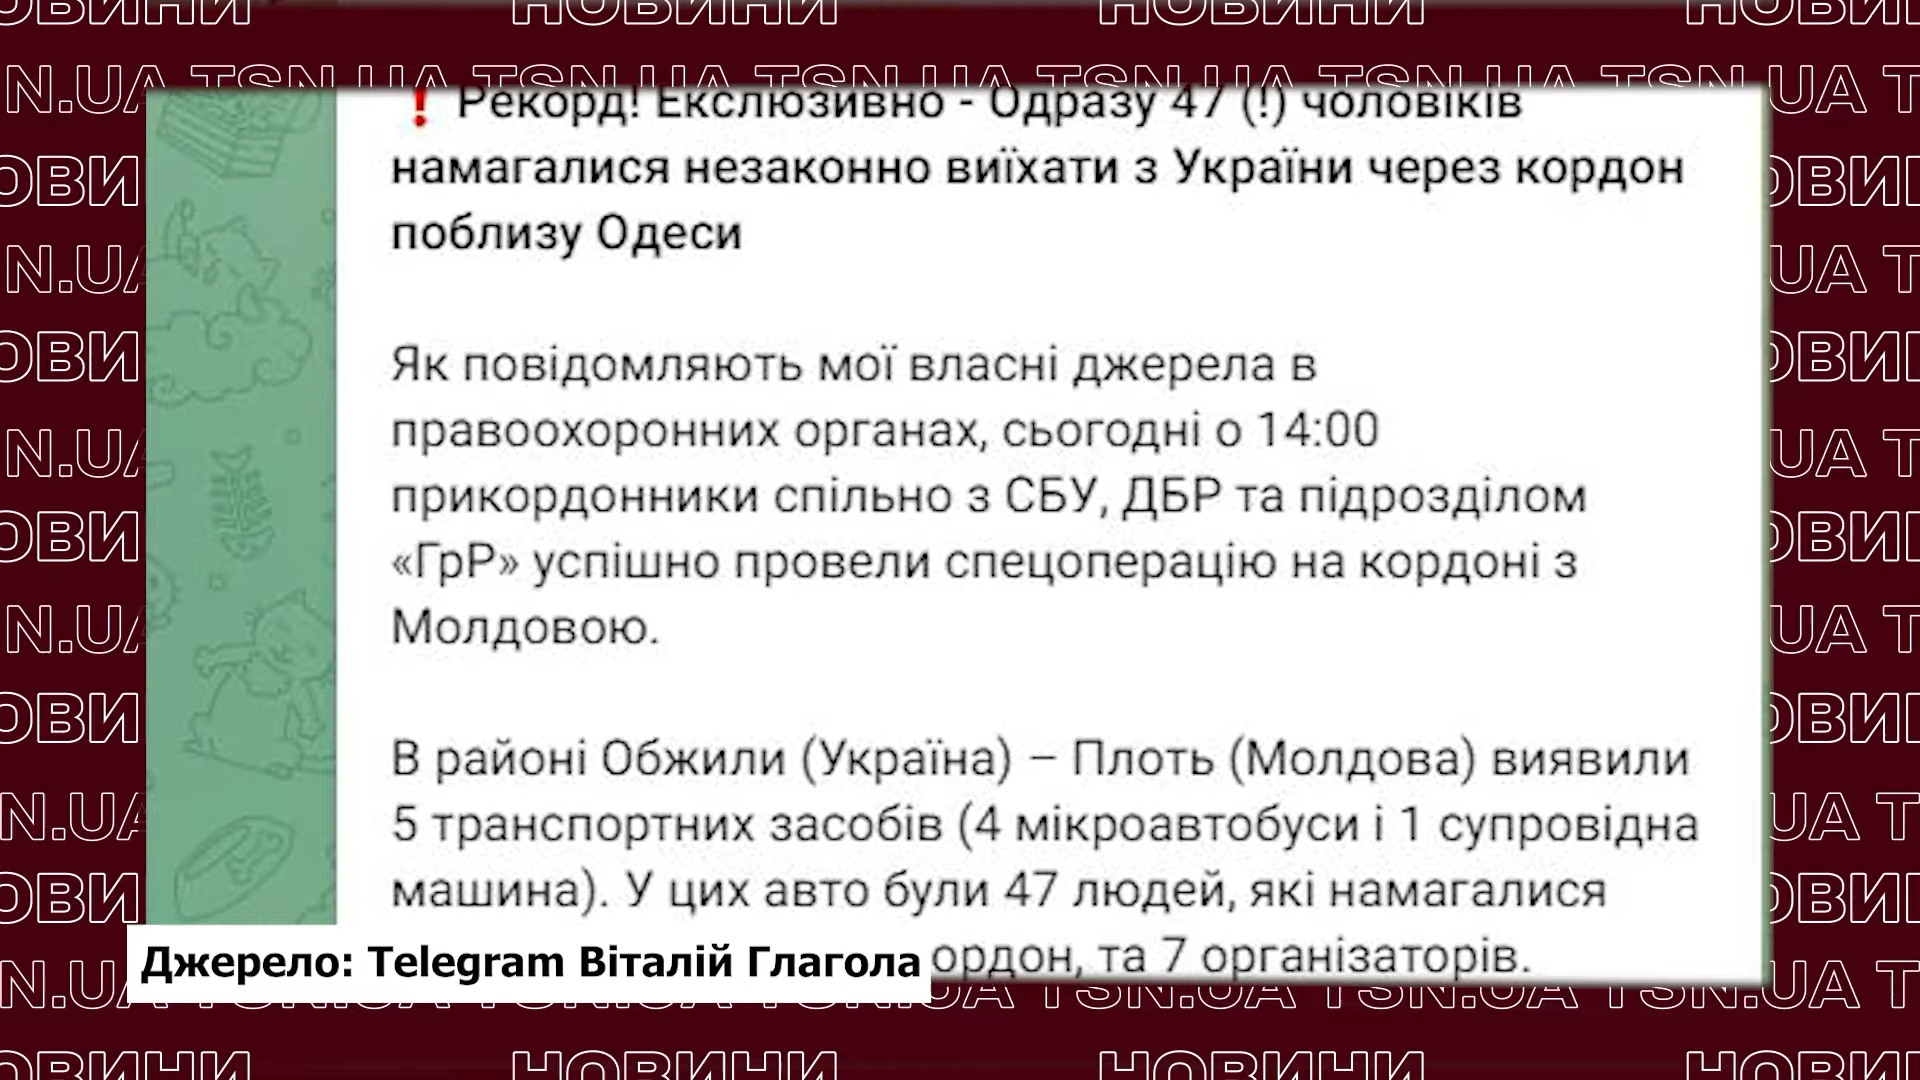 ❗ Рекорд! Екслюзивно - Одразу 47 (!) чоловіків
намагалися незаконно виїхати з України через кордон
поблизу Одеси
Як повідомляють мої власні джерела в
правоохоронних органах, сьогодні о 14:00
прикордонники спільно з СБУ, ДБР та підрозділом
«ГрР» успішно провели спецоперацію на кордоні з
Молдовою.
В районі Обжили (Україна) – Плоть (Молдова) виявили
5 транспортних засобів (4 мікроавтобуси і 1 супровідна
машина). У цих авто були 47 людей, які намагалися
ордон, та 7 організаторів.
Джерело: Telegram Віталій Глагола
НОВИНИ
TSN.UA